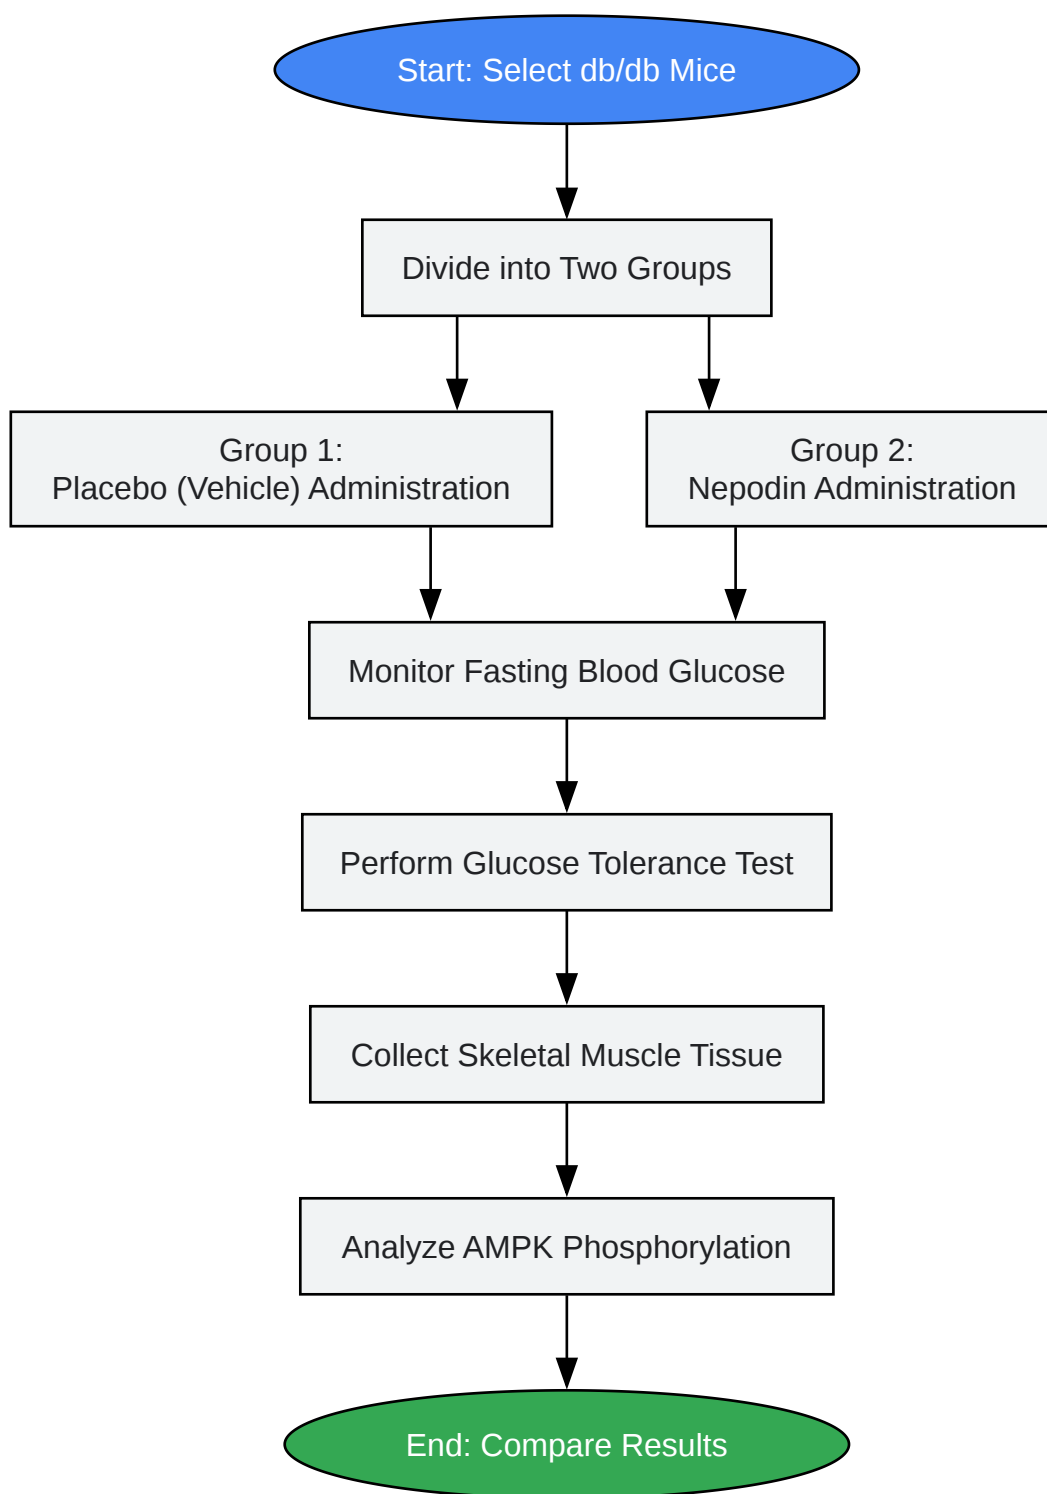 Start: Select db/db Mice
Divide into Two Groups
Group 1:
Placebo (Vehicle) Administration
Group 2:
Nepodin Administration
Monitor Fasting Blood Glucose
Perform Glucose Tolerance Test
Collect Skeletal Muscle Tissue
Analyze AMPK Phosphorylation
End: Compare Results